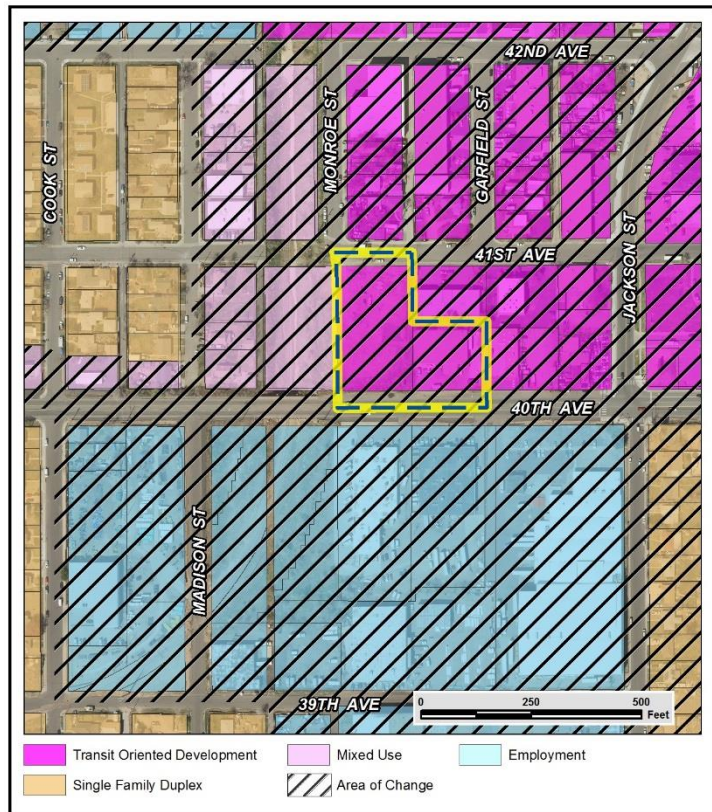 42ND AVE
COOK ST
MONROE ST
GARFIELD ST
41ST AVE
JACKSON ST
40TH AVE
MADISON ST
39TH AVE
0 250 500
Feet
Transit Oriented Development
Mixed Use
Employment
Single Family Duplex
Area of Change